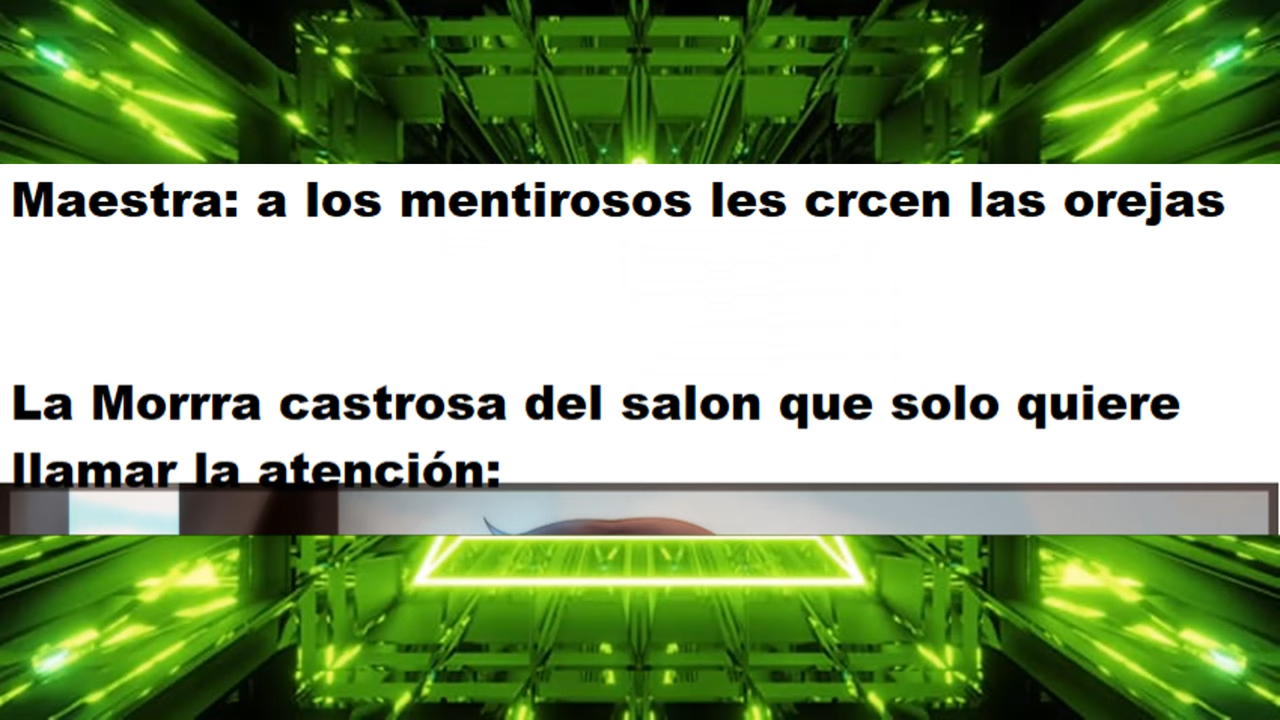 Maestra: a los mentirosos les crcen las orejas
La Morrra castrosa del salon que solo quiere
llamar la atención: